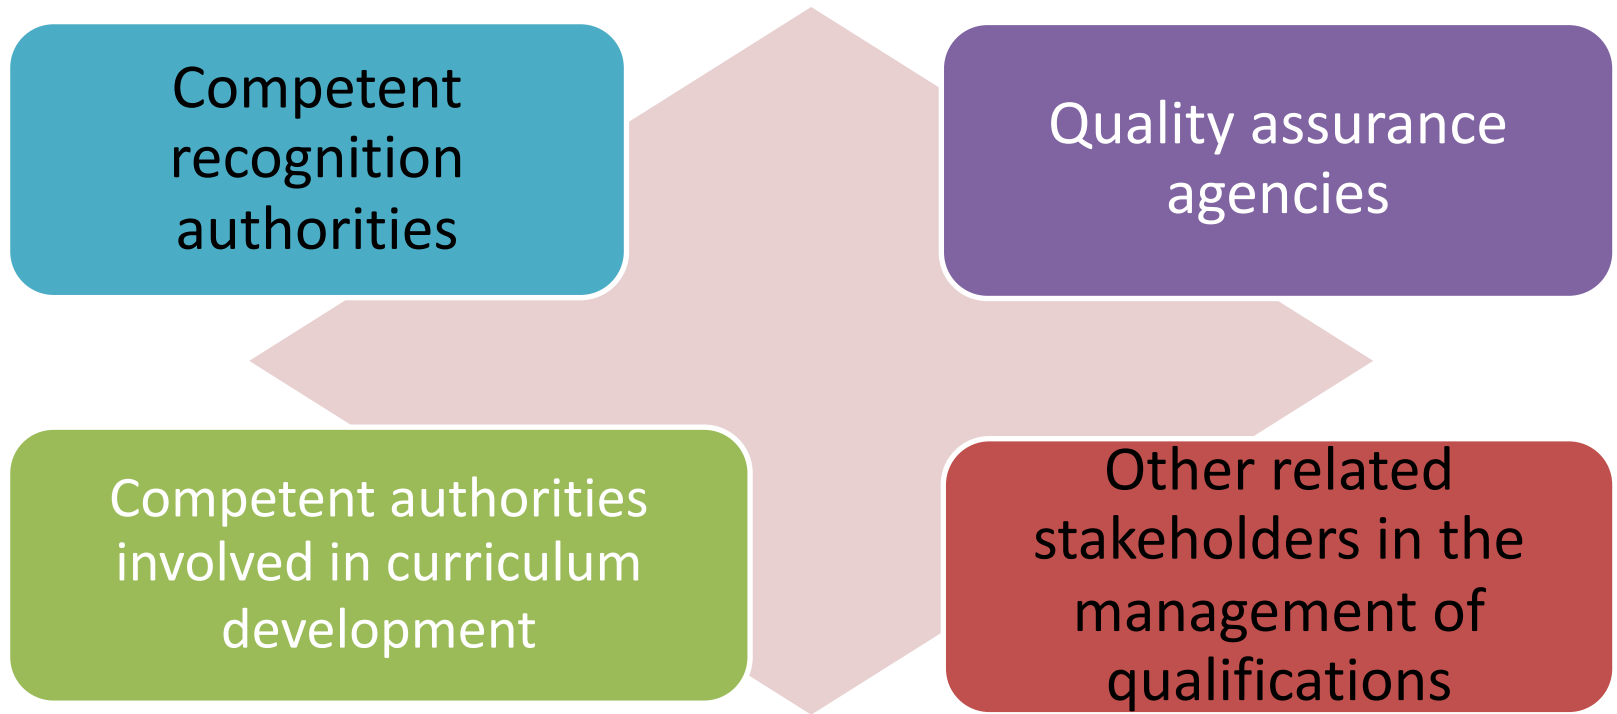 Competent
recognition
authorities
Quality assurance
agencies
Competent authorities
involved in curriculum
development
Other related
stakeholders in the
management of
qualifications